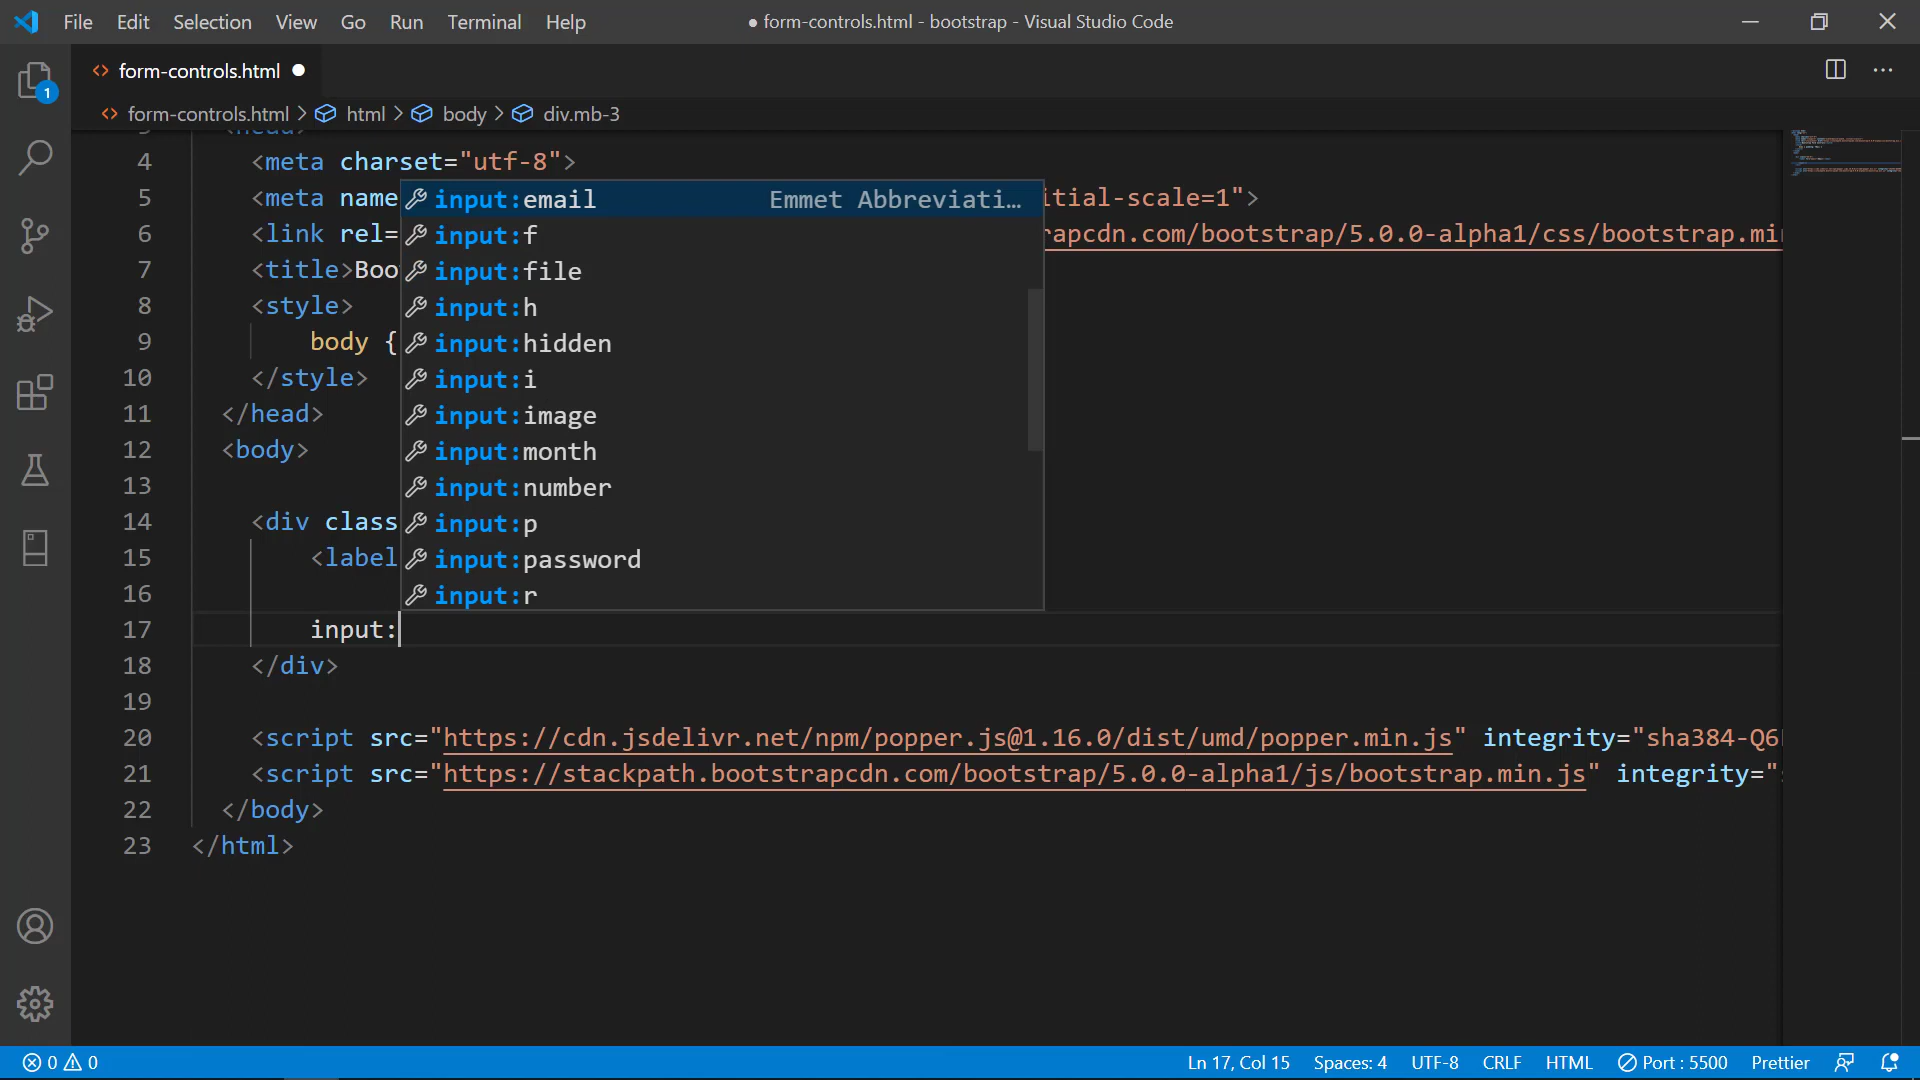 File Edit Selection View Go Run Terminal Help
● form-controls.html - bootstrap - Visual Studio Code
form-controls.html
form-controls.html > html > body > div.mb-3
4 <meta charset="utf-8">
5 <meta name itial-scale=1">
6 <link rel= rapcdn.com/bootstrap/5.0.0-alpha1/css/bootstrap.mi
7 <title>Boo
8 <style>
9 body {
10 </style>
11 </head>
12 <body>
13
14 <div class
15 <label
16
17 input:
18 </div>
19
20 <script src="https://cdn.jsdelivr.net/npm/popper.js@1.16.0/dist/umd/popper.min.js" integrity="sha384-Q6
21 <script src="https://stackpath.bootstrapcdn.com/bootstrap/5.0.0-alpha1/js/bootstrap.min.js" integrity="
22 </body>
23 </html>
input:email Emmet Abbreviati…
input:f
input:file
input:h
input:hidden
input:i
input:image
input:month
input:number
input:p
input:password
input:r
1
0 0
Ln 17, Col 15 Spaces: 4 UTF-8 CRLF HTML Port : 5500 Prettier